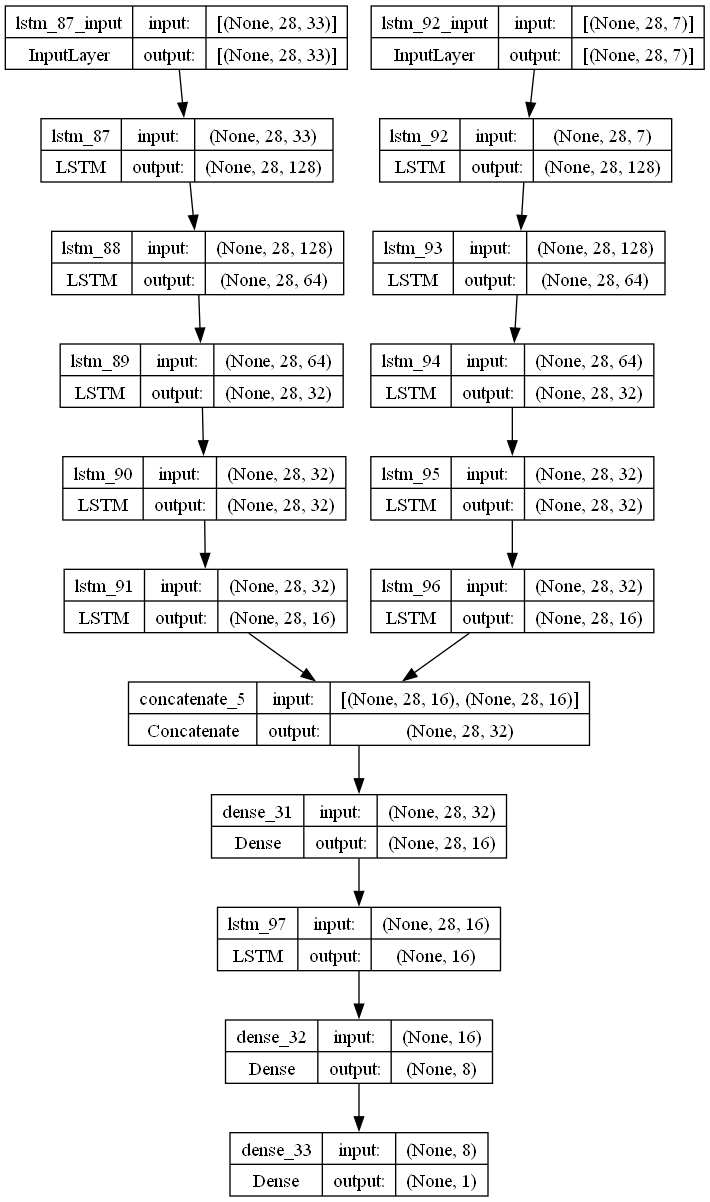 lstm_87_input input: [(None, 28, 33)]
InputLayer output: [(None, 28, 33)]
lstm_92_input input: [(None, 28, 7)]
InputLayer output: [(None, 28, 7)]
lstm_87 input: (None, 28, 33)
LSTM output: (None, 28, 128)
lstm_92 input: (None, 28, 7)
LSTM output: (None, 28, 128)
lstm_88 input: (None, 28, 128)
LSTM output: (None, 28, 64)
lstm_93 input: (None, 28, 128)
LSTM output: (None, 28, 64)
lstm_89 input: (None, 28, 64)
LSTM output: (None, 28, 32)
lstm_94 input: (None, 28, 64)
LSTM output: (None, 28, 32)
lstm_90 input: (None, 28, 32)
LSTM output: (None, 28, 32)
lstm_95 input: (None, 28, 32)
LSTM output: (None, 28, 32)
lstm_91 input: (None, 28, 32)
LSTM output: (None, 28, 16)
lstm_96 input: (None, 28, 32)
LSTM output: (None, 28, 16)
concatenate_5 input: [(None, 28, 16), (None, 28, 16)]
Concatenate output: (None, 28, 32)
dense_31 input: (None, 28, 32)
Dense output: (None, 28, 16)
lstm_97 input: (None, 28, 16)
LSTM output: (None, 16)
dense_32 input: (None, 16)
Dense output: (None, 8)
dense_33 input: (None, 8)
Dense output: (None, 1)